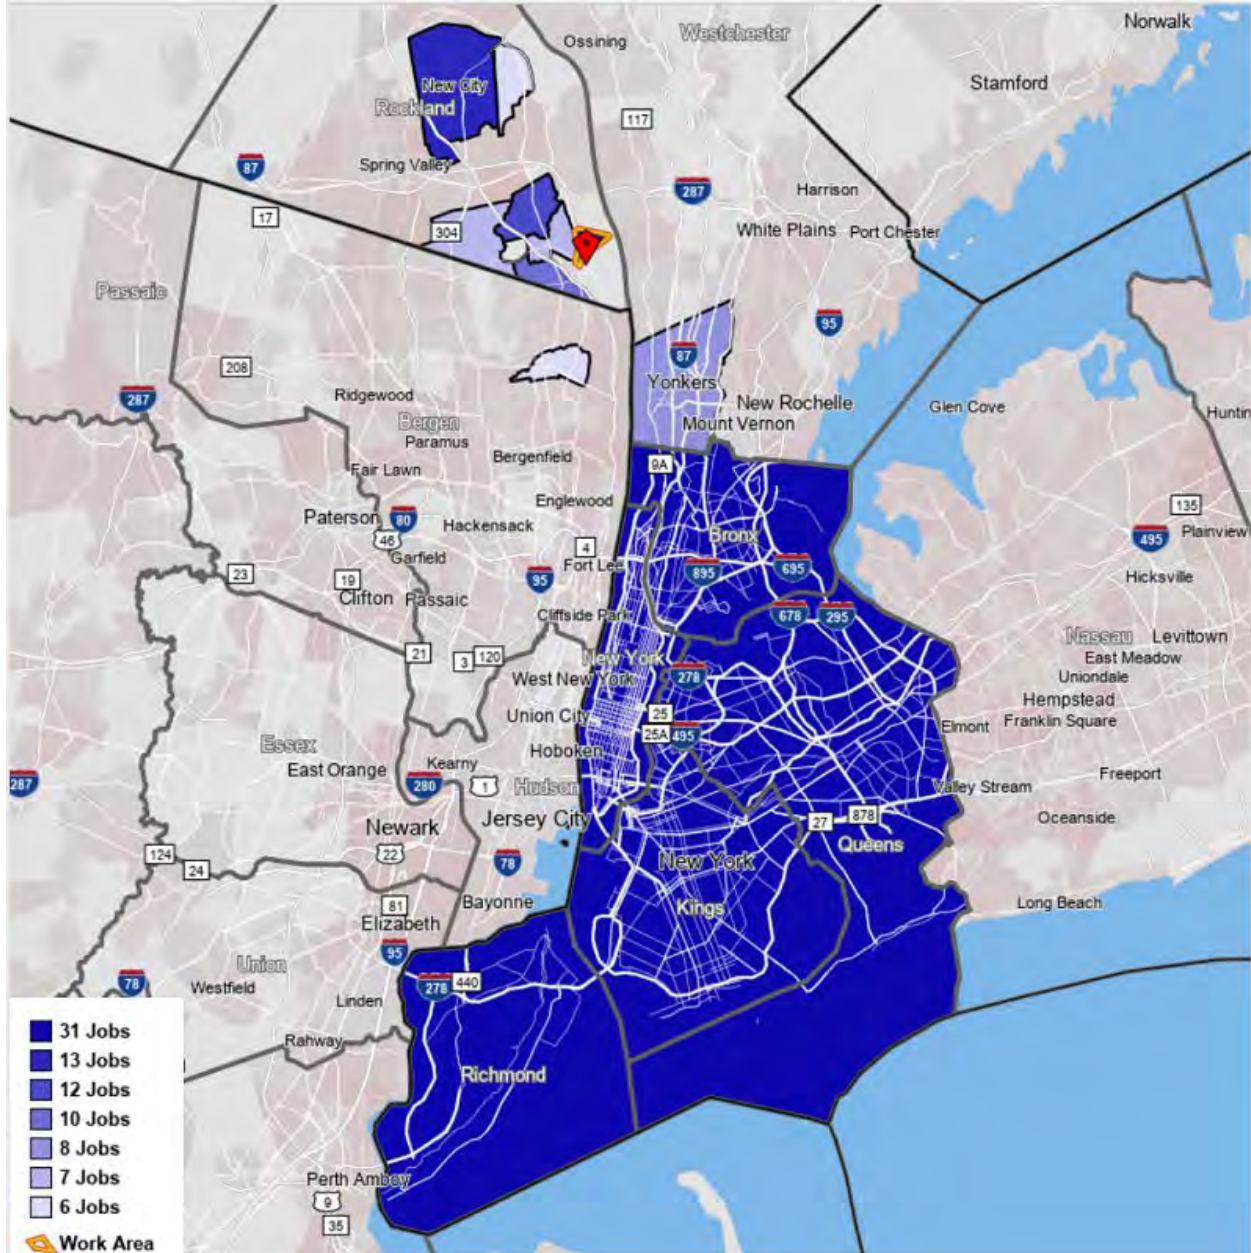 Norwalk
Westchester
Ossining
Stamford
New City
Rockland
117
Spring Valley
87
287
Harrison
17
304
White Plains
Port Chester
Passaic
95
87
208
Yonkers
287
Ridgewood
New Rochelle
Glen Cove
Huntin
Bergen
Mount Vernon
Paramus
Bergenfield
9A
Fair Lawn
Englewood
135
Paterson
80
Hackensack
Bronx
495
Plainview
46
4
Garfield
Fort Lee
895
695
23
19
95
Hicksville
Clifton
Passaic
Cliffside Park
678
295
Nassau
Levittown
21
3
120
New York
East Meadow
West New York
278
Uniondale
Hempstead
Union City
25
Franklin Square
Elmont
25A
495
Essex
Hoboken
East Orange
Kearny
Freeport
287
280
1
Hudson
Valley Stream
Jersey City
27
878
Oceanside
Newark
Queens
124
22
78
New York
24
81
Bayonne
Kings
Long Beach
Elizabeth
95
Union
78
Westfield
278
440
Linden
31 Jobs
Rahway
13 Jobs
Richmond
12 Jobs
10 Jobs
8 Jobs
7 Jobs
Perth Amboy
6 Jobs
9
35
Work Area